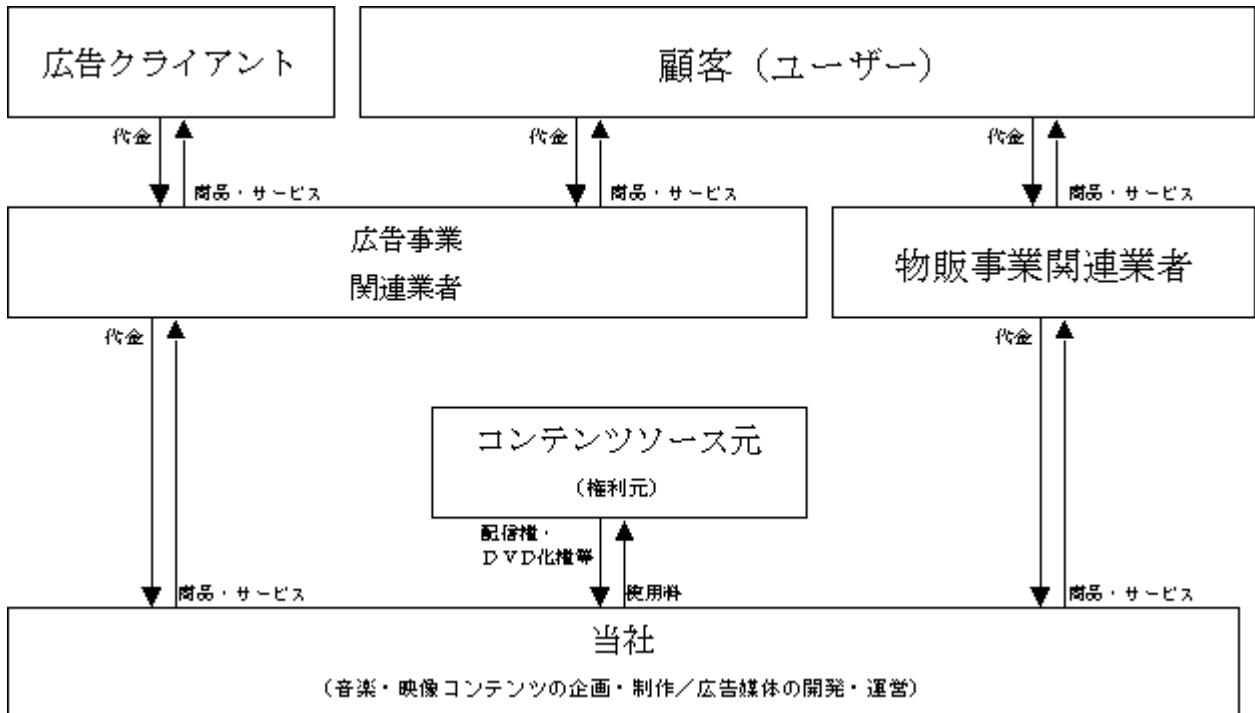 広告クライアント
顧客（ユーザー）
代金
代金
代金
商品・サービス
商品・サービス
商品・サービス
広告事業
関連業者
物販事業関連業者
代金
代金
コンテンツソース元
（権利元）
配信権・
ＤＶＤ化権等
商品・サービス
使用料
商品・サービス
当社
（音楽・映像コンテンツの企画・制作／広告媒体の開発・運営）